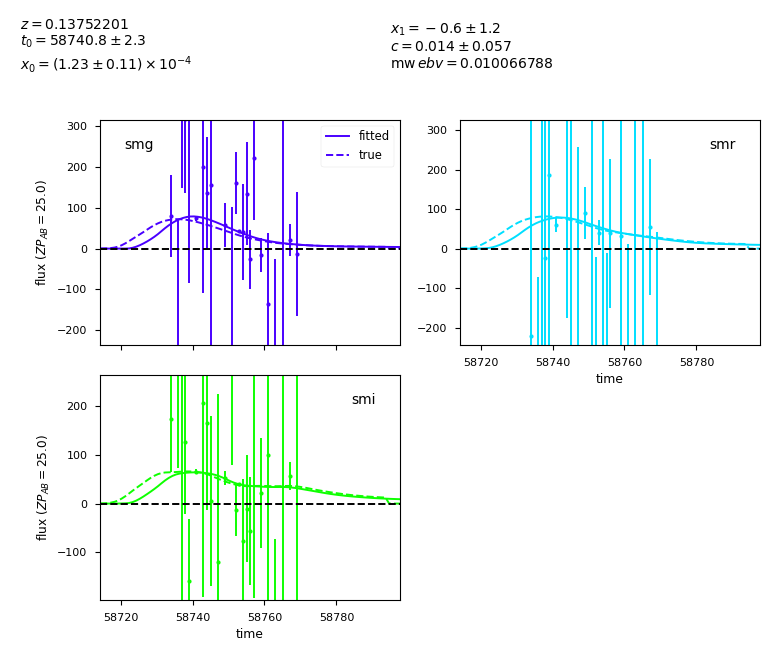 z = 0.13752201
t₀ = 58740.8 ± 2.3
x₀ = (1.23 ± 0.11) × 10⁻⁴
x₁ = −0.6 ± 1.2
c = 0.014 ± 0.057
mw ebv = 0.010066788
smg
fitted
true
300
200
100
0
−100
−200
flux (ZP_AB = 25.0)
smr
300
200
100
0
−100
−200
58720 58740 58760 58780
time
smi
200
100
0
−100
flux (ZP_AB = 25.0)
58720 58740 58760 58780
time